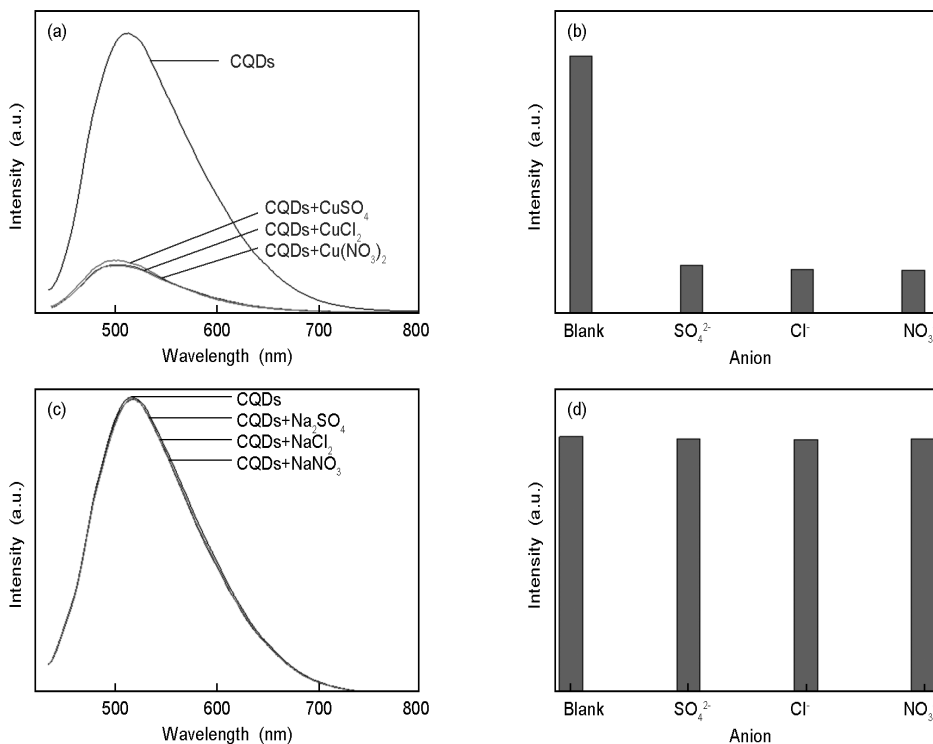 (a)
CQDs
CQDs+CuSO₄
CQDs+CuCl₂
CQDs+Cu(NO₃)₂
Intensity (a.u.)
500 600 700 800
Wavelength (nm)
(b)
Intensity (a.u.)
Blank SO₄²⁻ Cl⁻ NO₃
Anion
(c)
CQDs
CQDs+Na₂SO₄
CQDs+NaCl₂
CQDs+NaNO₃
Intensity (a.u.)
500 600 700 800
Wavelength (nm)
(d)
Intensity (a.u.)
Blank SO₄²⁻ Cl⁻ NO₃
Anion